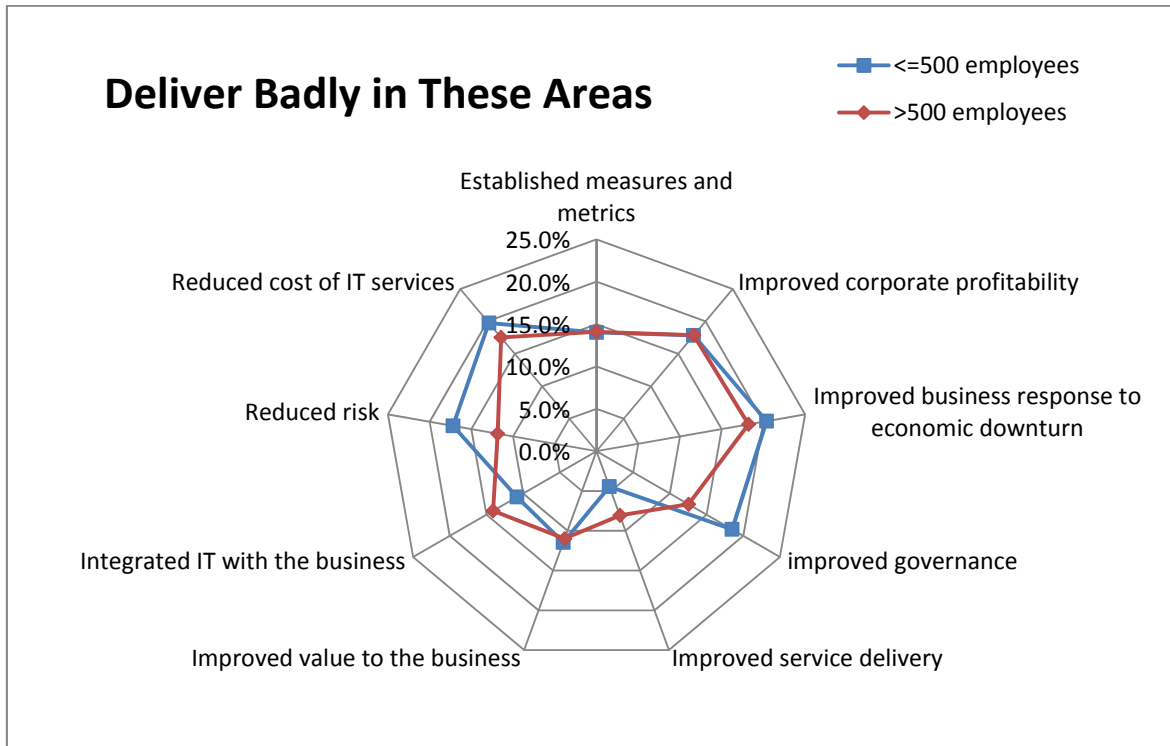 Deliver Badly in These Areas
<=500 employees
>500 employees
Established measures and
metrics
25.0%
20.0%
15.0%
10.0%
5.0%
0.0%
Improved corporate profitability
Improved business response to
economic downturn
improved governance
Improved service delivery
Improved value to the business
Integrated IT with the business
Reduced risk
Reduced cost of IT services